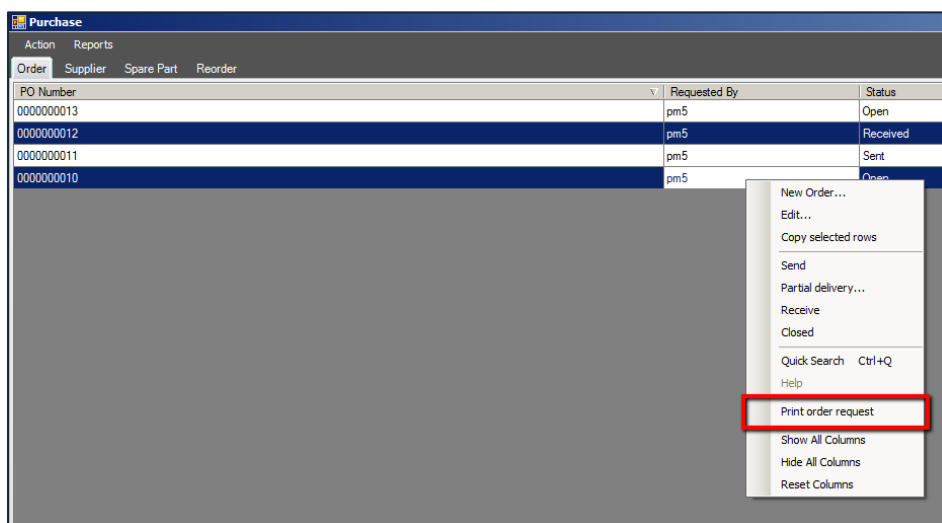 Purchase
Action Reports
Order Supplier Spare Part Reorder
PO Number Requested By Status
0000000013 pm5 Open
0000000012 pm5 Received
0000000011 pm5 Sent
0000000010 pm5 Open
New Order...
Edit...
Copy selected rows
Send
Partial delivery...
Receive
Closed
Quick Search Ctrl+Q
Help
Print order request
Show All Columns
Hide All Columns
Reset Columns